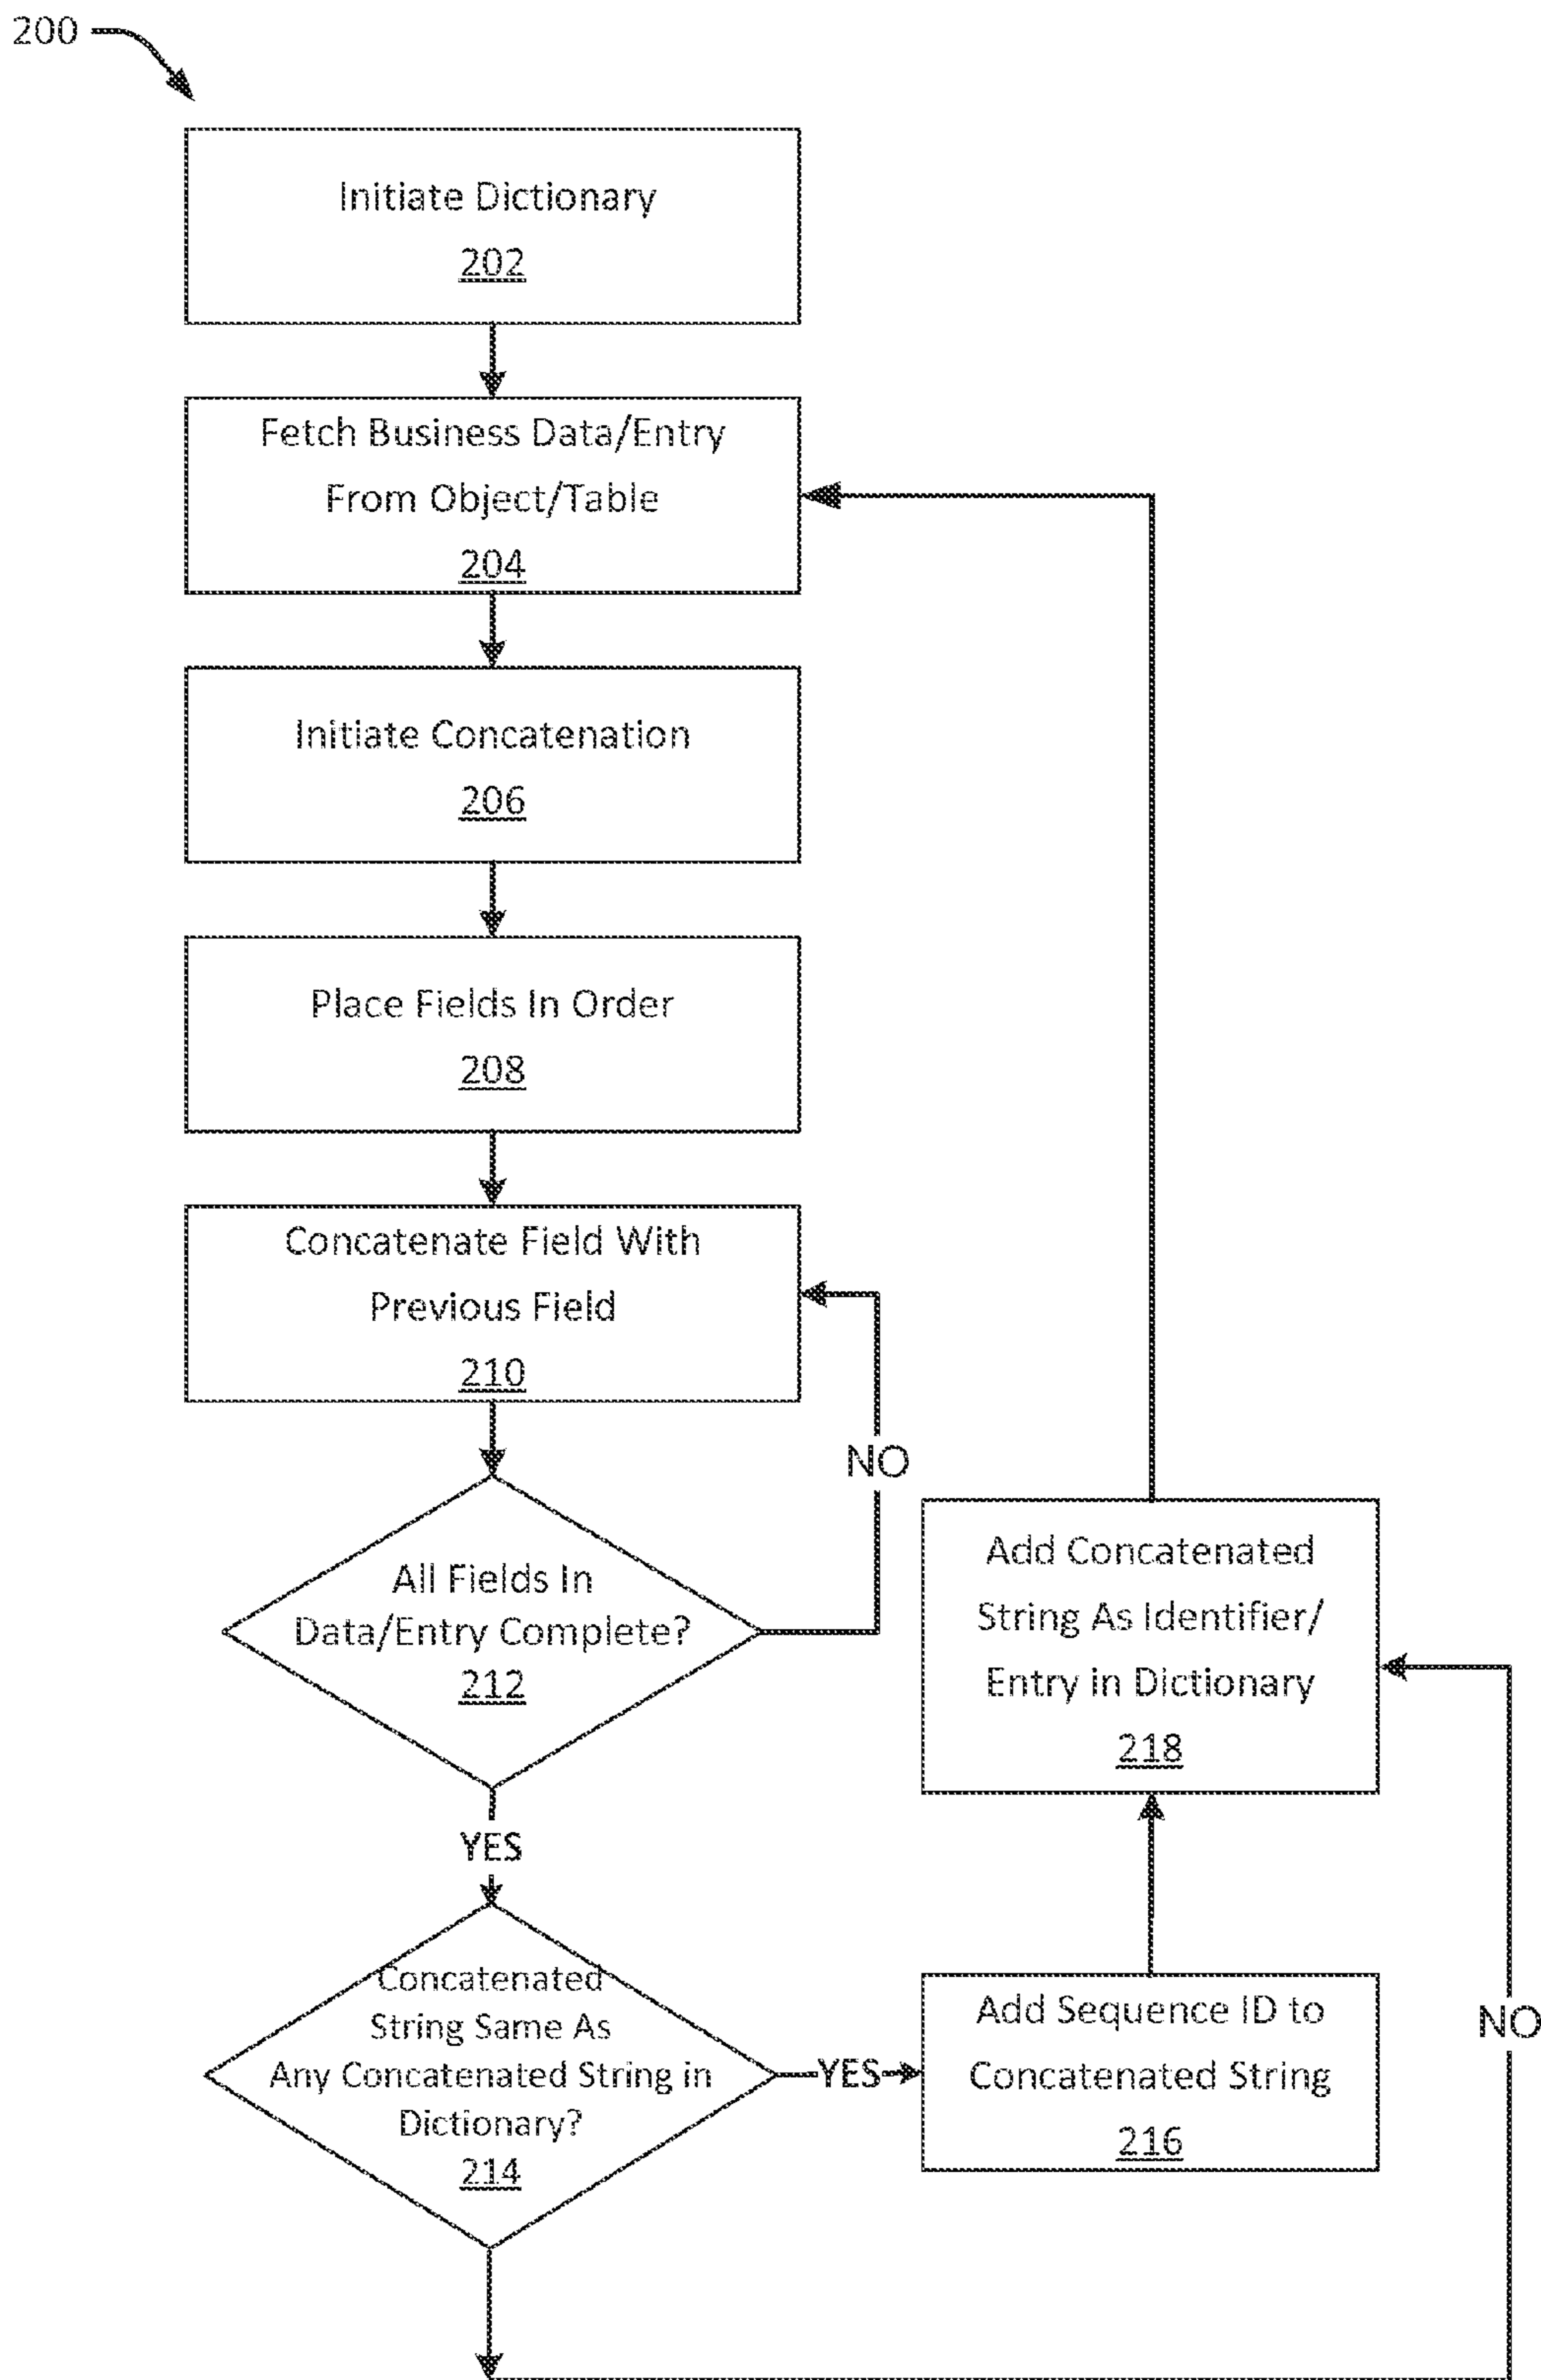 200
Initiate Dictionary
202
Fetch Business Data/Entry
From Object/Table
204
Initiate Concatenation
206
Place Fields In Order
208
Concatenate Field With
Previous Field
210
NO
All Fields In
Data/Entry Complete?
212
YES
Add Concatenated
String As Identifier/
Entry in Dictionary
218
Concatenated
String Same As
Any Concatenated String in
Dictionary?
214
YES
Add Sequence ID to
Concatenated String
216
NO